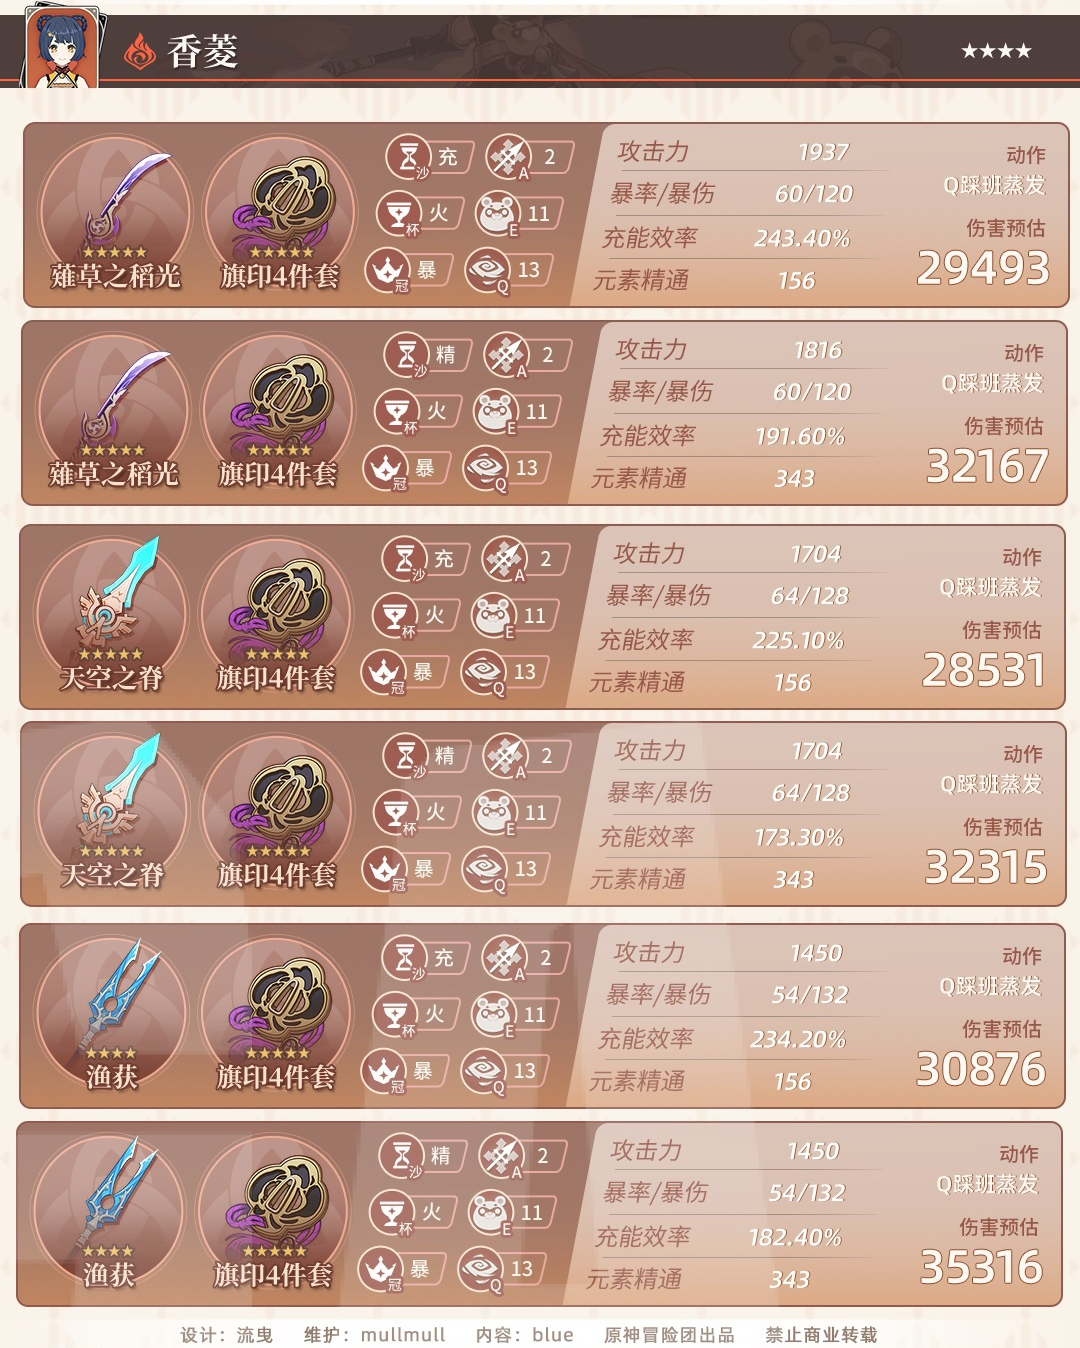 香菱
★★★★
薙草之稻光
旗印4件套
沙 充
A 2
杯 火
E 11
冠 暴
Q 13
攻击力 1937
暴率/暴伤 60/120
充能效率 243.40%
元素精通 156
动作
Q踩班蒸发
伤害预估
29493
薙草之稻光
旗印4件套
沙 精
A 2
杯 火
E 11
冠 暴
Q 13
攻击力 1816
暴率/暴伤 60/120
充能效率 191.60%
元素精通 343
动作
Q踩班蒸发
伤害预估
32167
天空之脊
旗印4件套
沙 充
A 2
杯 火
E 11
冠 暴
Q 13
攻击力 1704
暴率/暴伤 64/128
充能效率 225.10%
元素精通 156
动作
Q踩班蒸发
伤害预估
28531
天空之脊
旗印4件套
沙 精
A 2
杯 火
E 11
冠 暴
Q 13
攻击力 1704
暴率/暴伤 64/128
充能效率 173.30%
元素精通 343
动作
Q踩班蒸发
伤害预估
32315
渔获
旗印4件套
沙 充
A 2
杯 火
E 11
冠 暴
Q 13
攻击力 1450
暴率/暴伤 54/132
充能效率 234.20%
元素精通 156
动作
Q踩班蒸发
伤害预估
30876
渔获
旗印4件套
沙 精
A 2
杯 火
E 11
冠 暴
Q 13
攻击力 1450
暴率/暴伤 54/132
充能效率 182.40%
元素精通 343
动作
Q踩班蒸发
伤害预估
35316
设计：流曳 维护：mullmull 内容：blue 原神冒险团出品 禁止商业转载